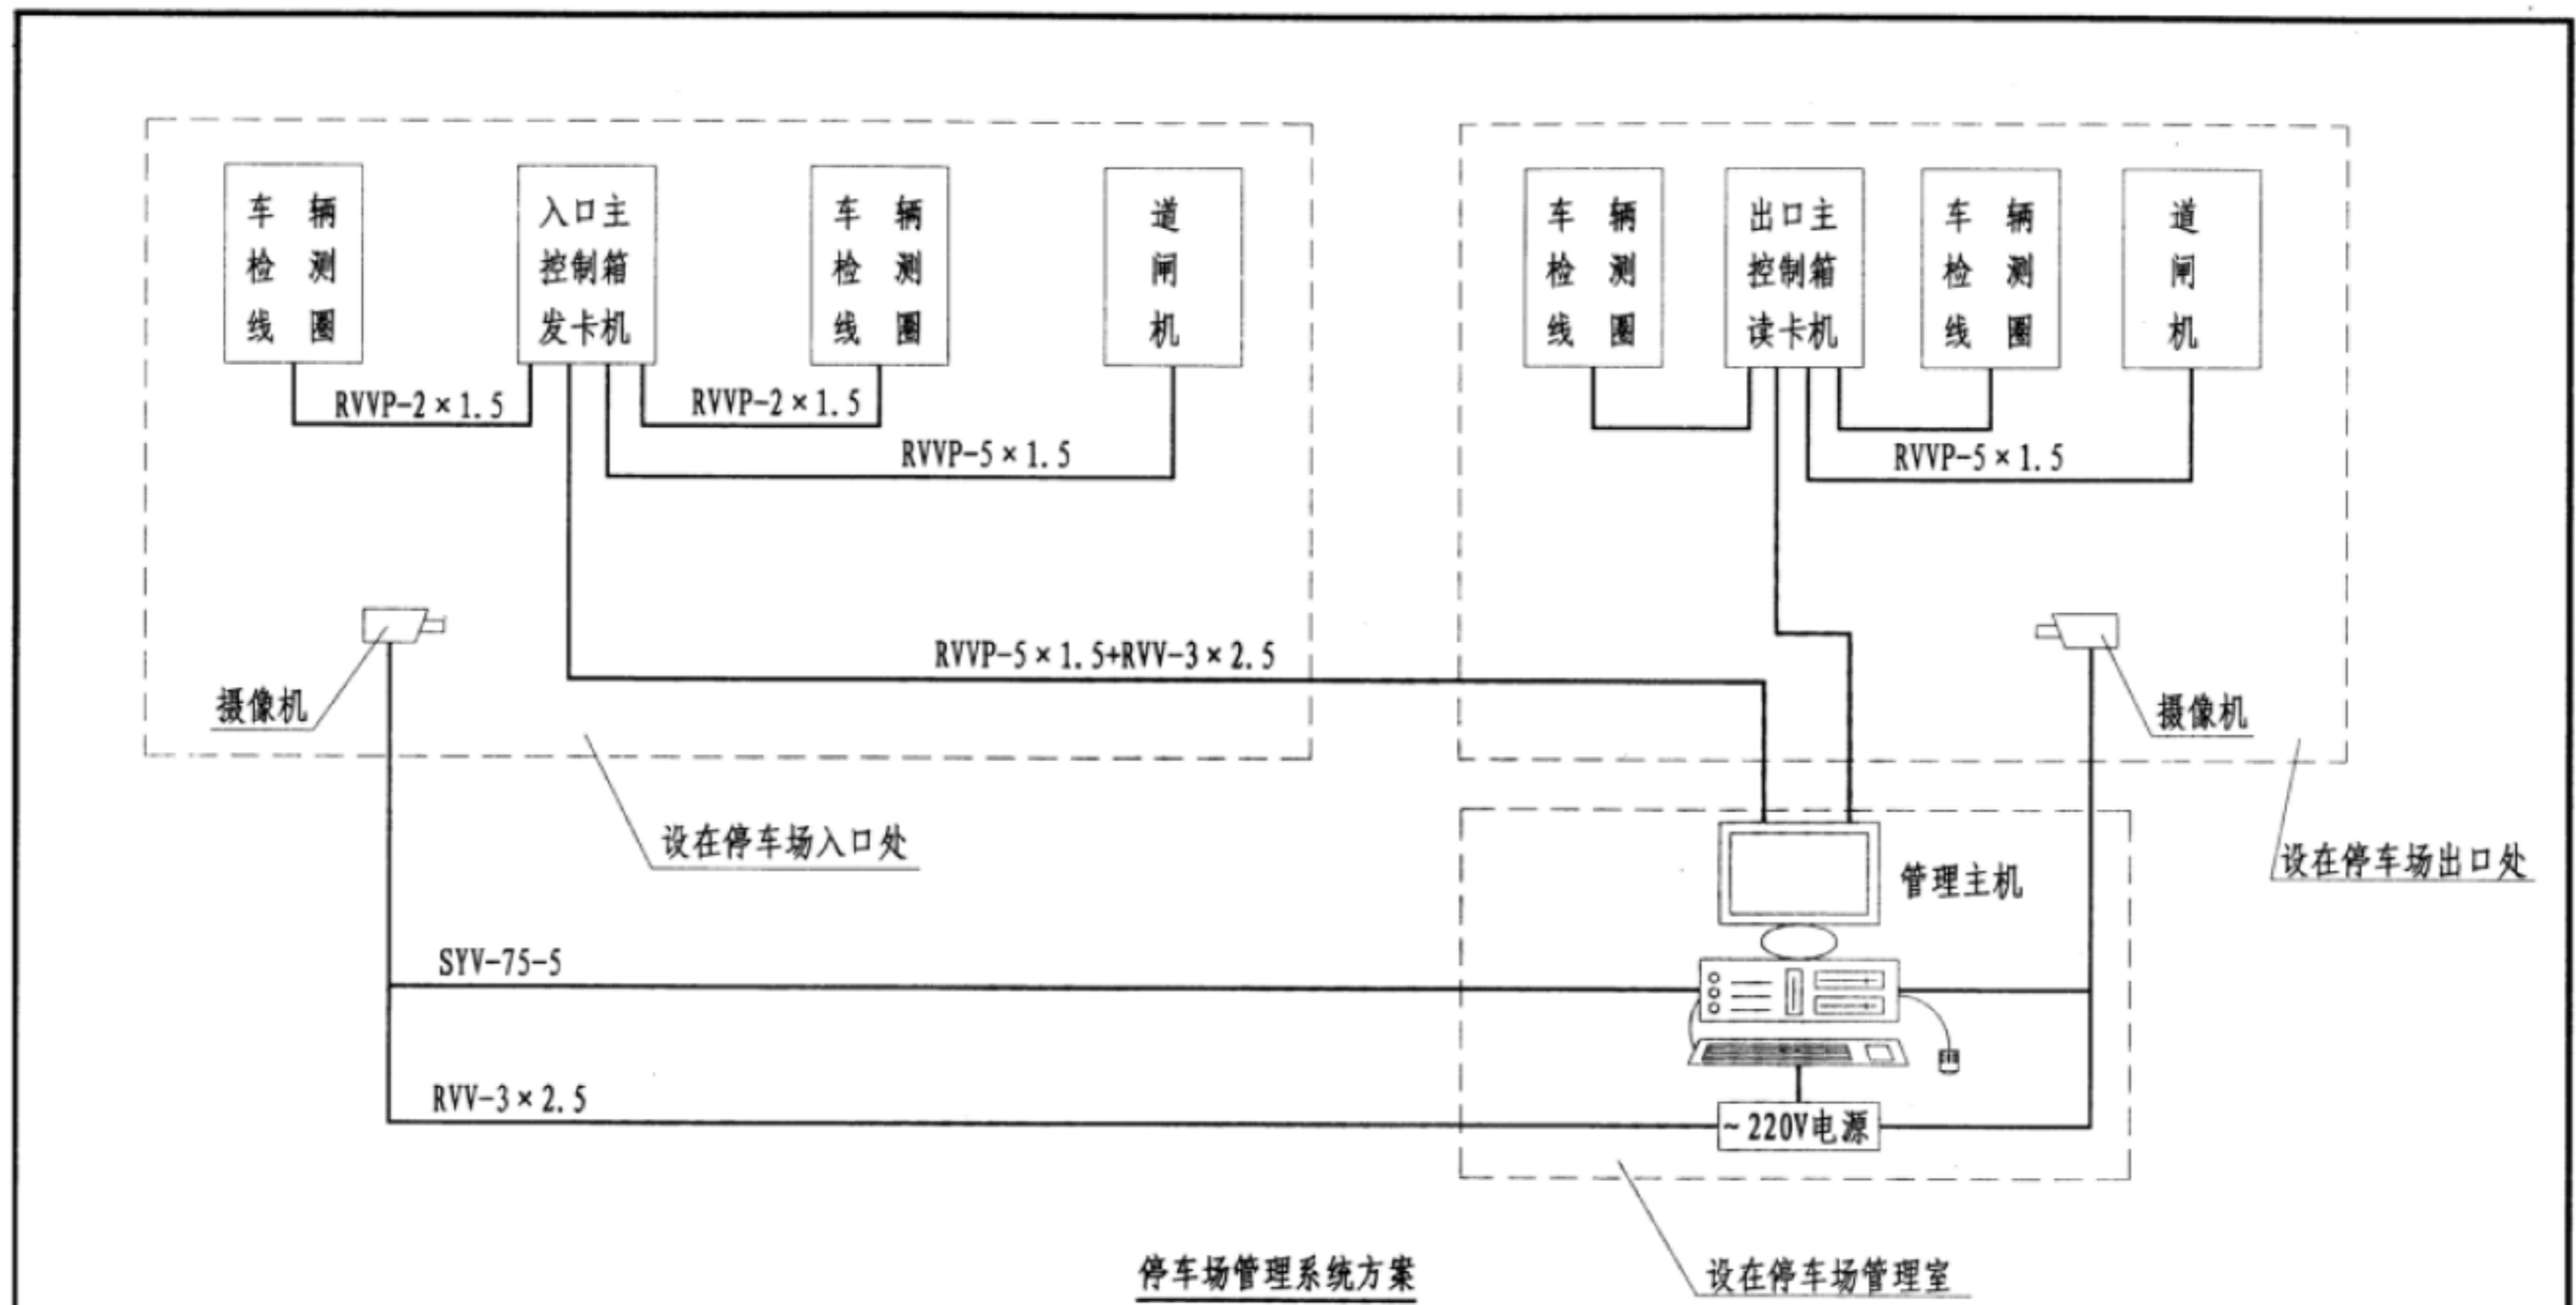 车辆
检测
线圈
入口主
控制箱
发卡机
车辆
检测
线圈
道
闸
机
车辆
检测
线圈
出口主
控制箱
读卡机
车辆
检测
线圈
道
闸
机
RVVP-2×1.5
RVVP-2×1.5
RVVP-5×1.5
RVVP-5×1.5
RVVP-5×1.5+RVV-3×2.5
摄像机
摄像机
设在停车场入口处
管理主机
设在停车场出口处
SYV-75-5
RVV-3×2.5
~220V电源
停车场管理系统方案
设在停车场管理室